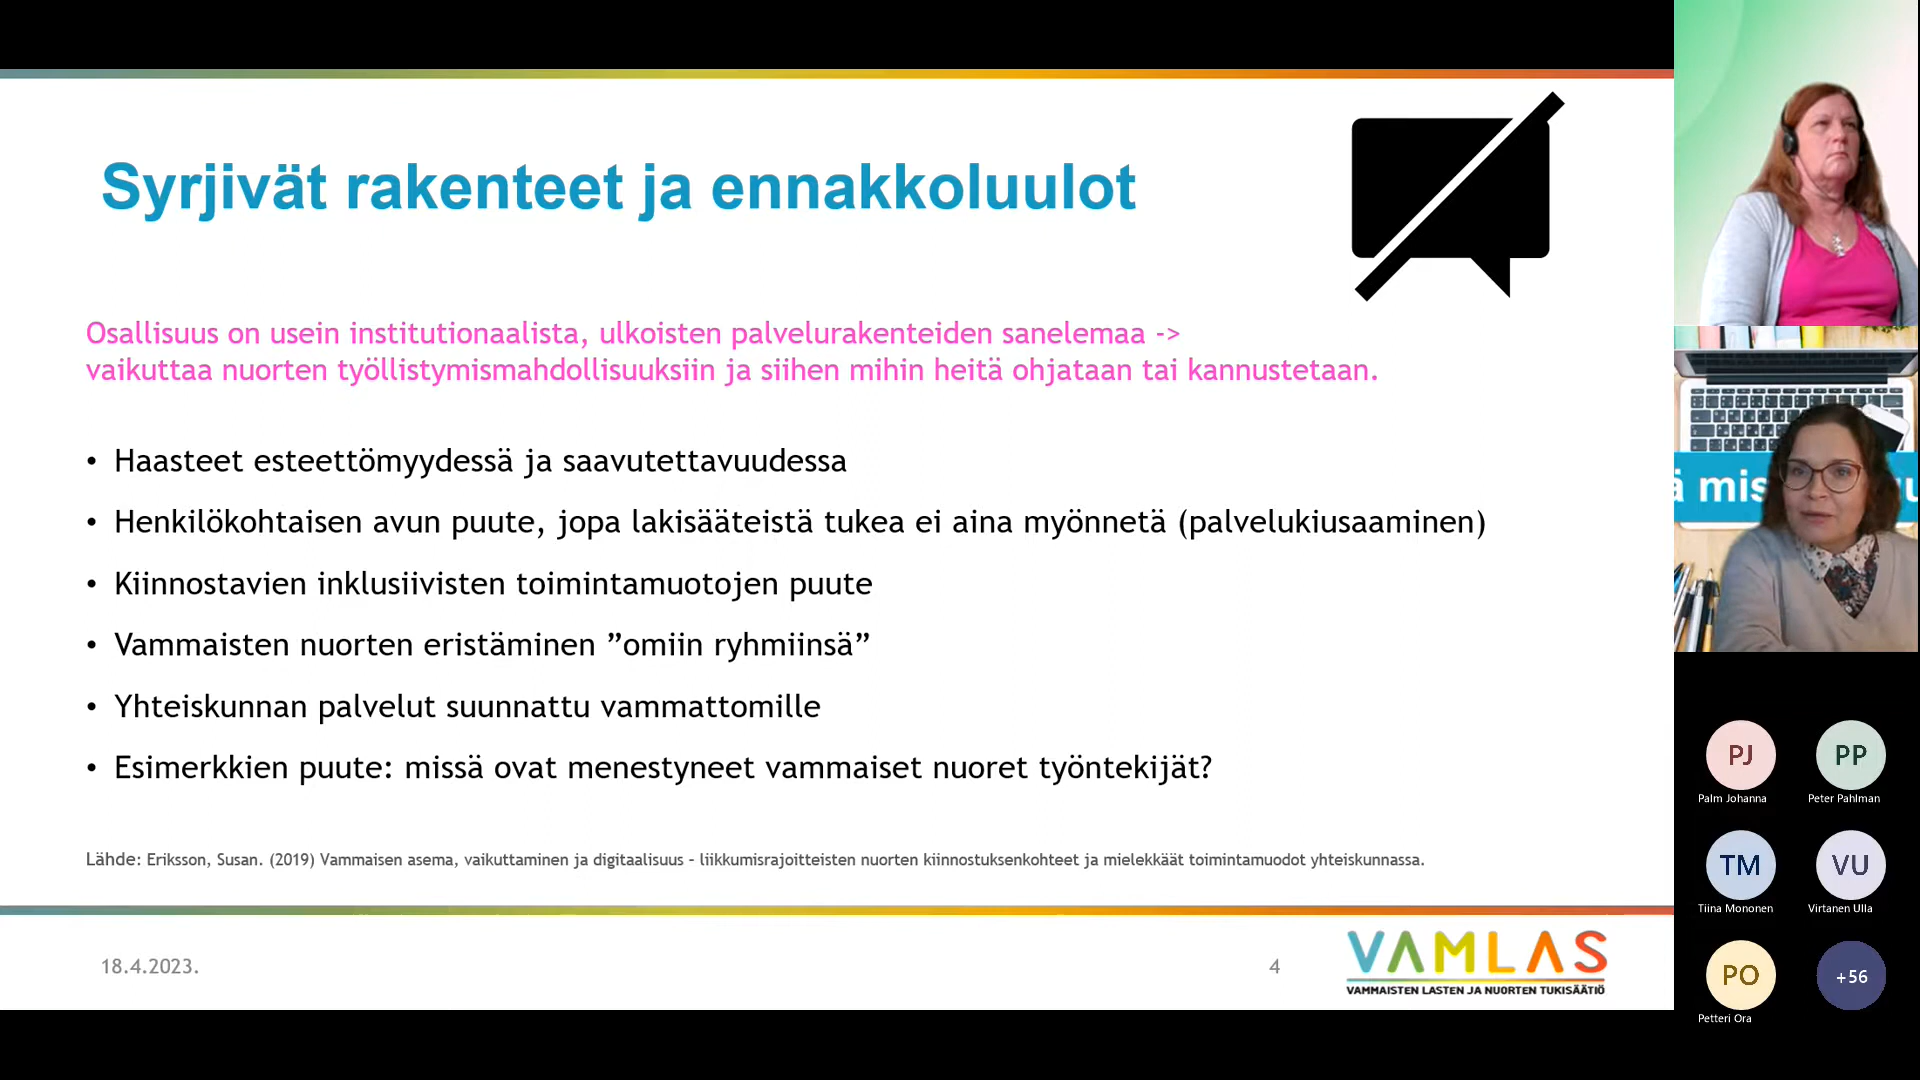 Syrjivät rakenteet ja ennakkoluulot
Osallisuus on usein institutionaalista, ulkoisten palvelurakenteiden sanelemaa ->
vaikuttaa nuorten työllistymismahdollisuuksiin ja siihen mihin heitä ohjataan tai kannustetaan.
• Haasteet esteettömyydessä ja saavutettavuudessa
• Henkilökohtaisen avun puute, jopa lakisääteistä tukea ei aina myönnetä (palvelukiusaaminen)
• Kiinnostavien inklusiivisten toimintamuotojen puute
• Vammaisten nuorten eristäminen ”omiin ryhmiinsä”
• Yhteiskunnan palvelut suunnattu vammattomille
• Esimerkkien puute: missä ovat menestyneet vammaiset nuoret työntekijät?
Lähde: Eriksson, Susan. (2019) Vammaisen asema, vaikuttaminen ja digitaalisuus – liikkumisrajoitteisten nuorten kiinnostuksenkohteet ja mielekkäät toimintamuodot yhteiskunnassa.
18.4.2023.
4
VAMLAS
VAMMAISTEN LASTEN JA NUORTEN TUKISÄÄTIÖ
PJ
Palm Johanna
PP
Peter Pahlman
TM
Tiina Mononen
VU
Virtanen Ulla
PO
Petteri Ora
+56